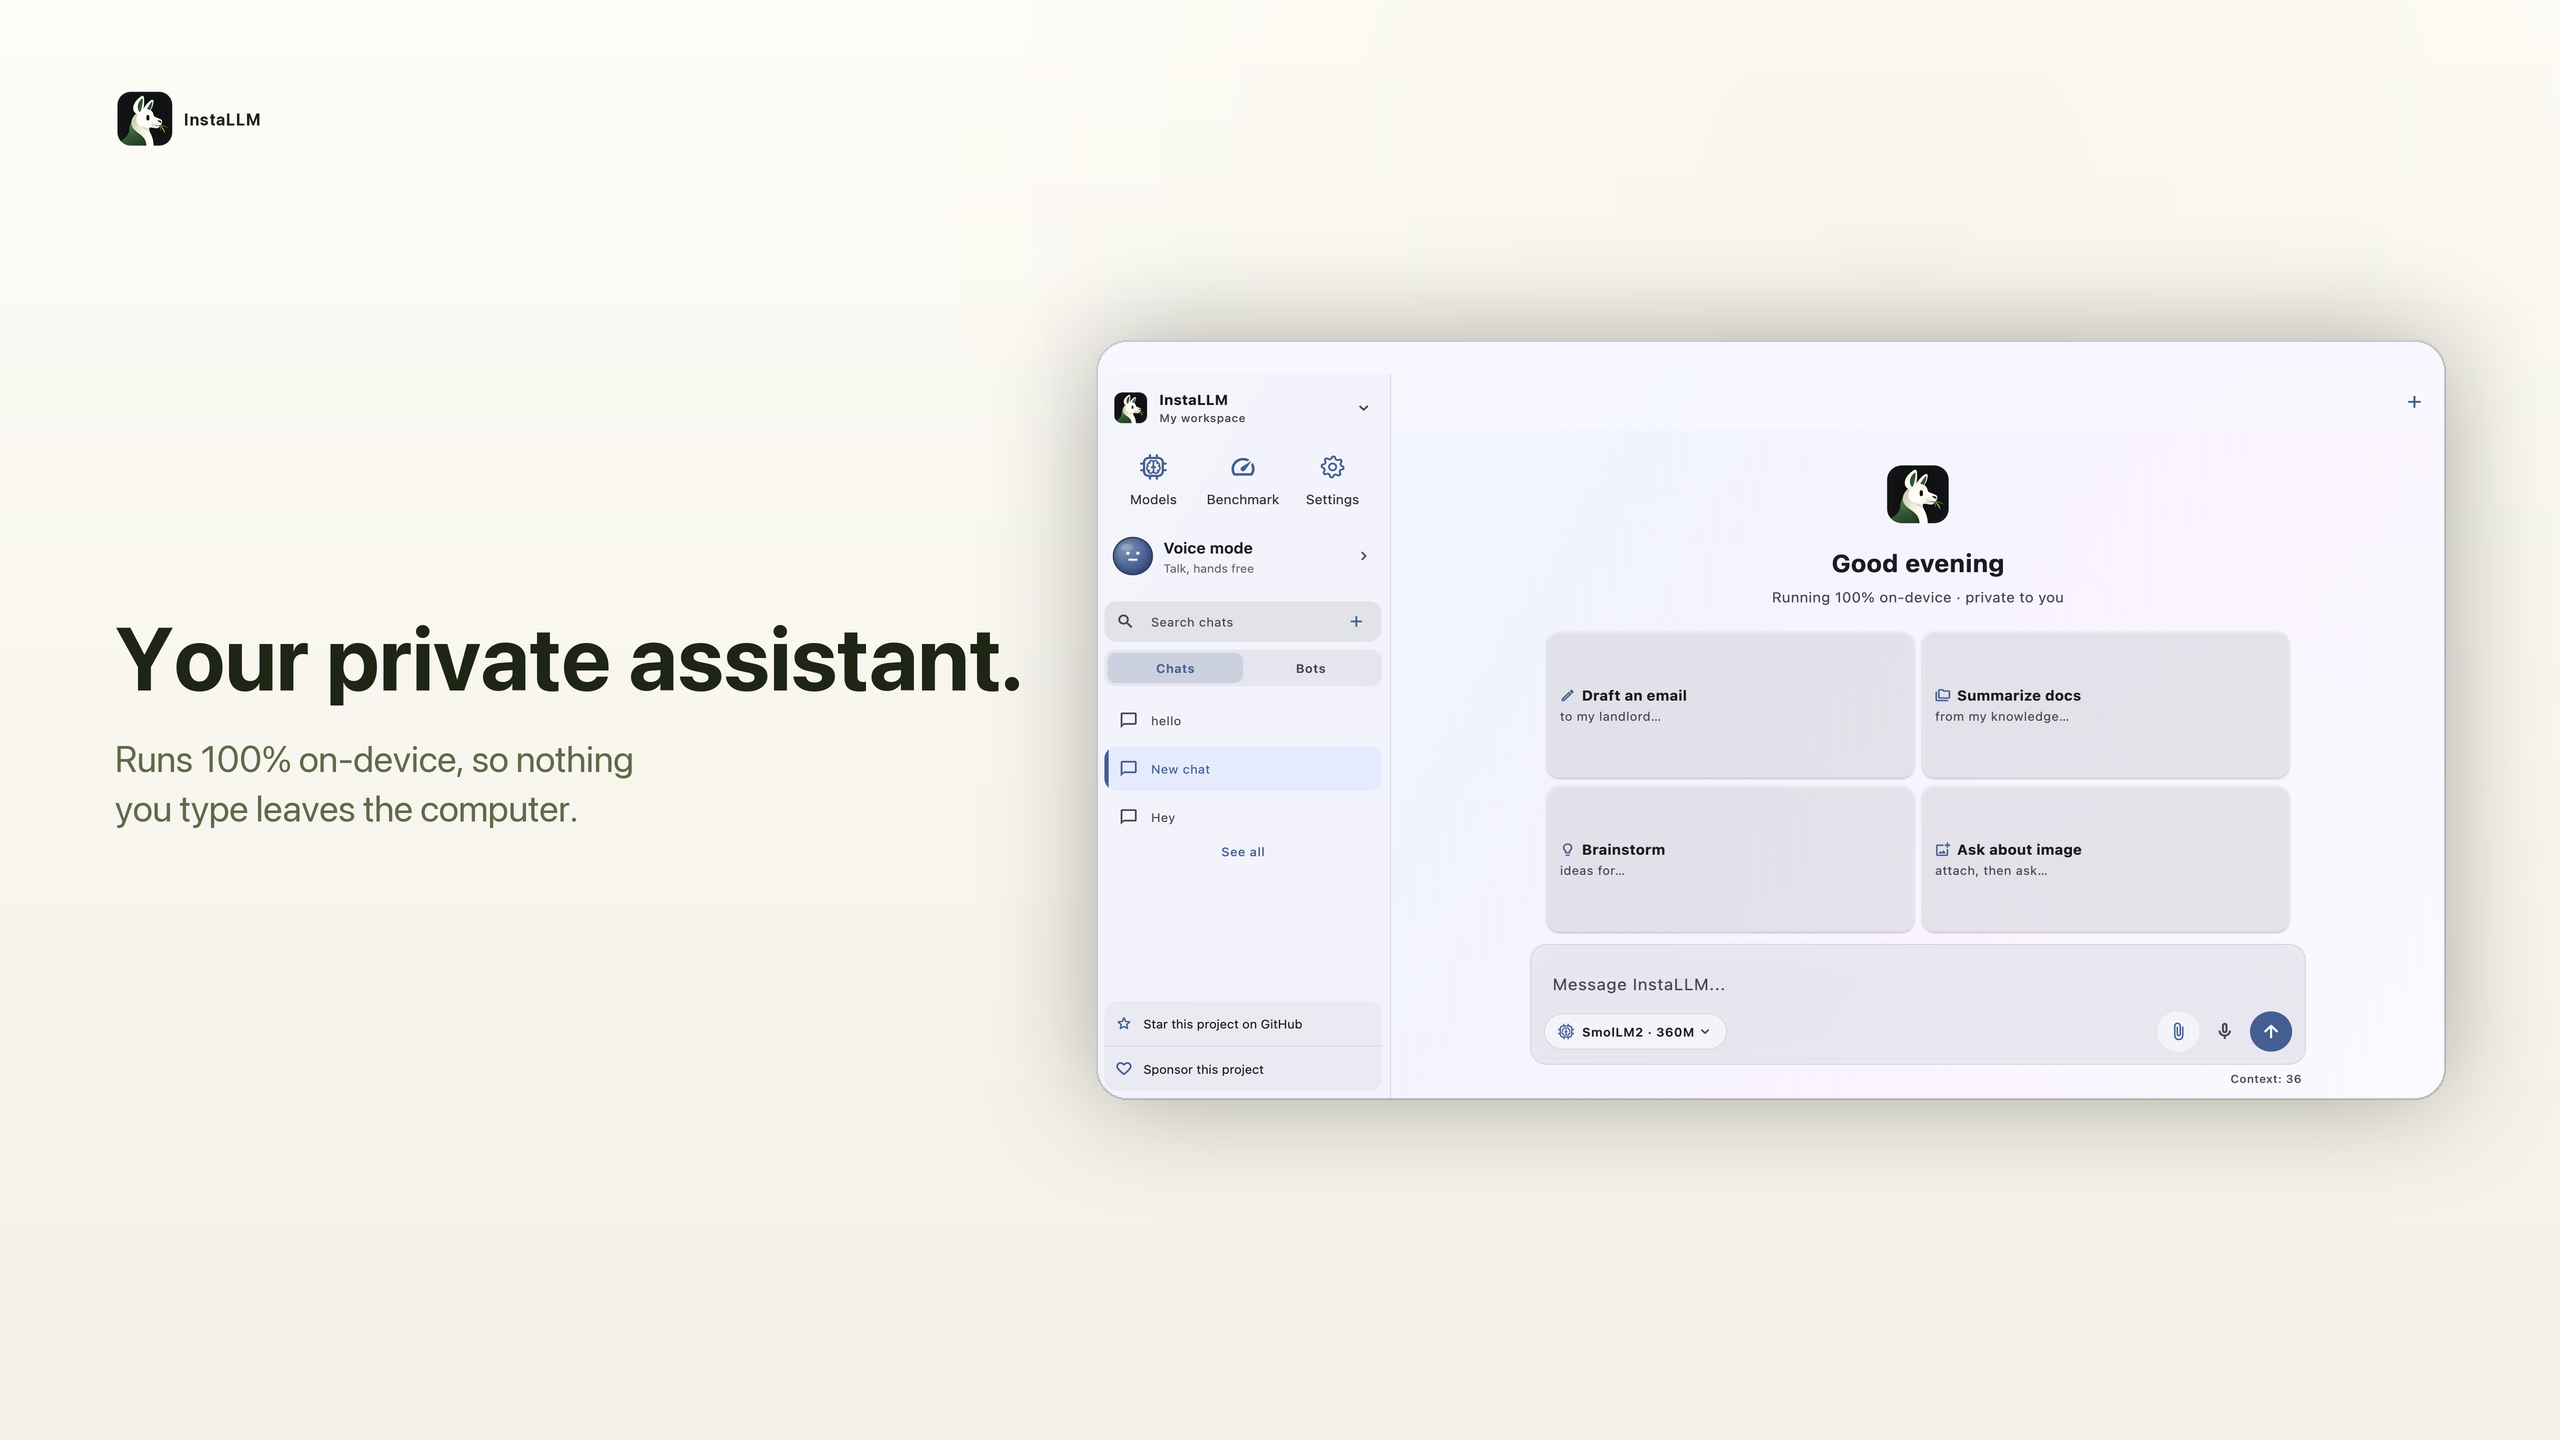 InstaLLM
Your private assistant.
Runs 100% on-device, so nothing
you type leaves the computer.
InstaLLM
My workspace
Models
Benchmark
Settings
Voice mode
Talk, hands free
Search chats
Chats
Bots
hello
New chat
Hey
See all
Star this project on GitHub
Sponsor this project
Good evening
Running 100% on-device · private to you
Draft an email
to my landlord...
Summarize docs
from my knowledge...
Brainstorm
ideas for...
Ask about image
attach, then ask...
Message InstaLLM...
SmolLM2 · 360M
Context: 36